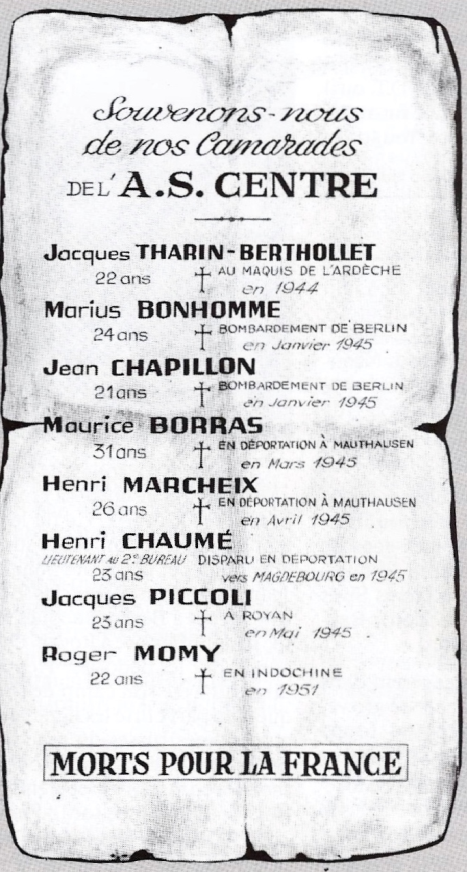 Souvenons-nous
de nos Camarades
DE L' A.S. CENTRE
Jacques THARIN-BERTHOLLET
22 ans † AU MAQUIS DE L'ARDÈCHE
en 1944
Marius BONHOMME
24 ans † BOMBARDEMENT DE BERLIN
en Janvier 1945
Jean CHAPILLON
21 ans † BOMBARDEMENT DE BERLIN
en Janvier 1945
Maurice BORRAS
31 ans † EN DÉPORTATION À MAUTHAUSEN
en Mars 1945
Henri MARCHEIX
26 ans † EN DÉPORTATION À MAUTHAUSEN
en Avril 1945
Henri CHAUMÉ
LIEUTENANT au 2e BUREAU DISPARU EN DEPORTATION
23 ans vers MAGDEBOURG en 1945
Jacques PICCOLI
23 ans † A ROYAN
en Mai 1945
Roger MOMY
22 ans † EN INDOCHINE
en 1951
MORTS POUR LA FRANCE